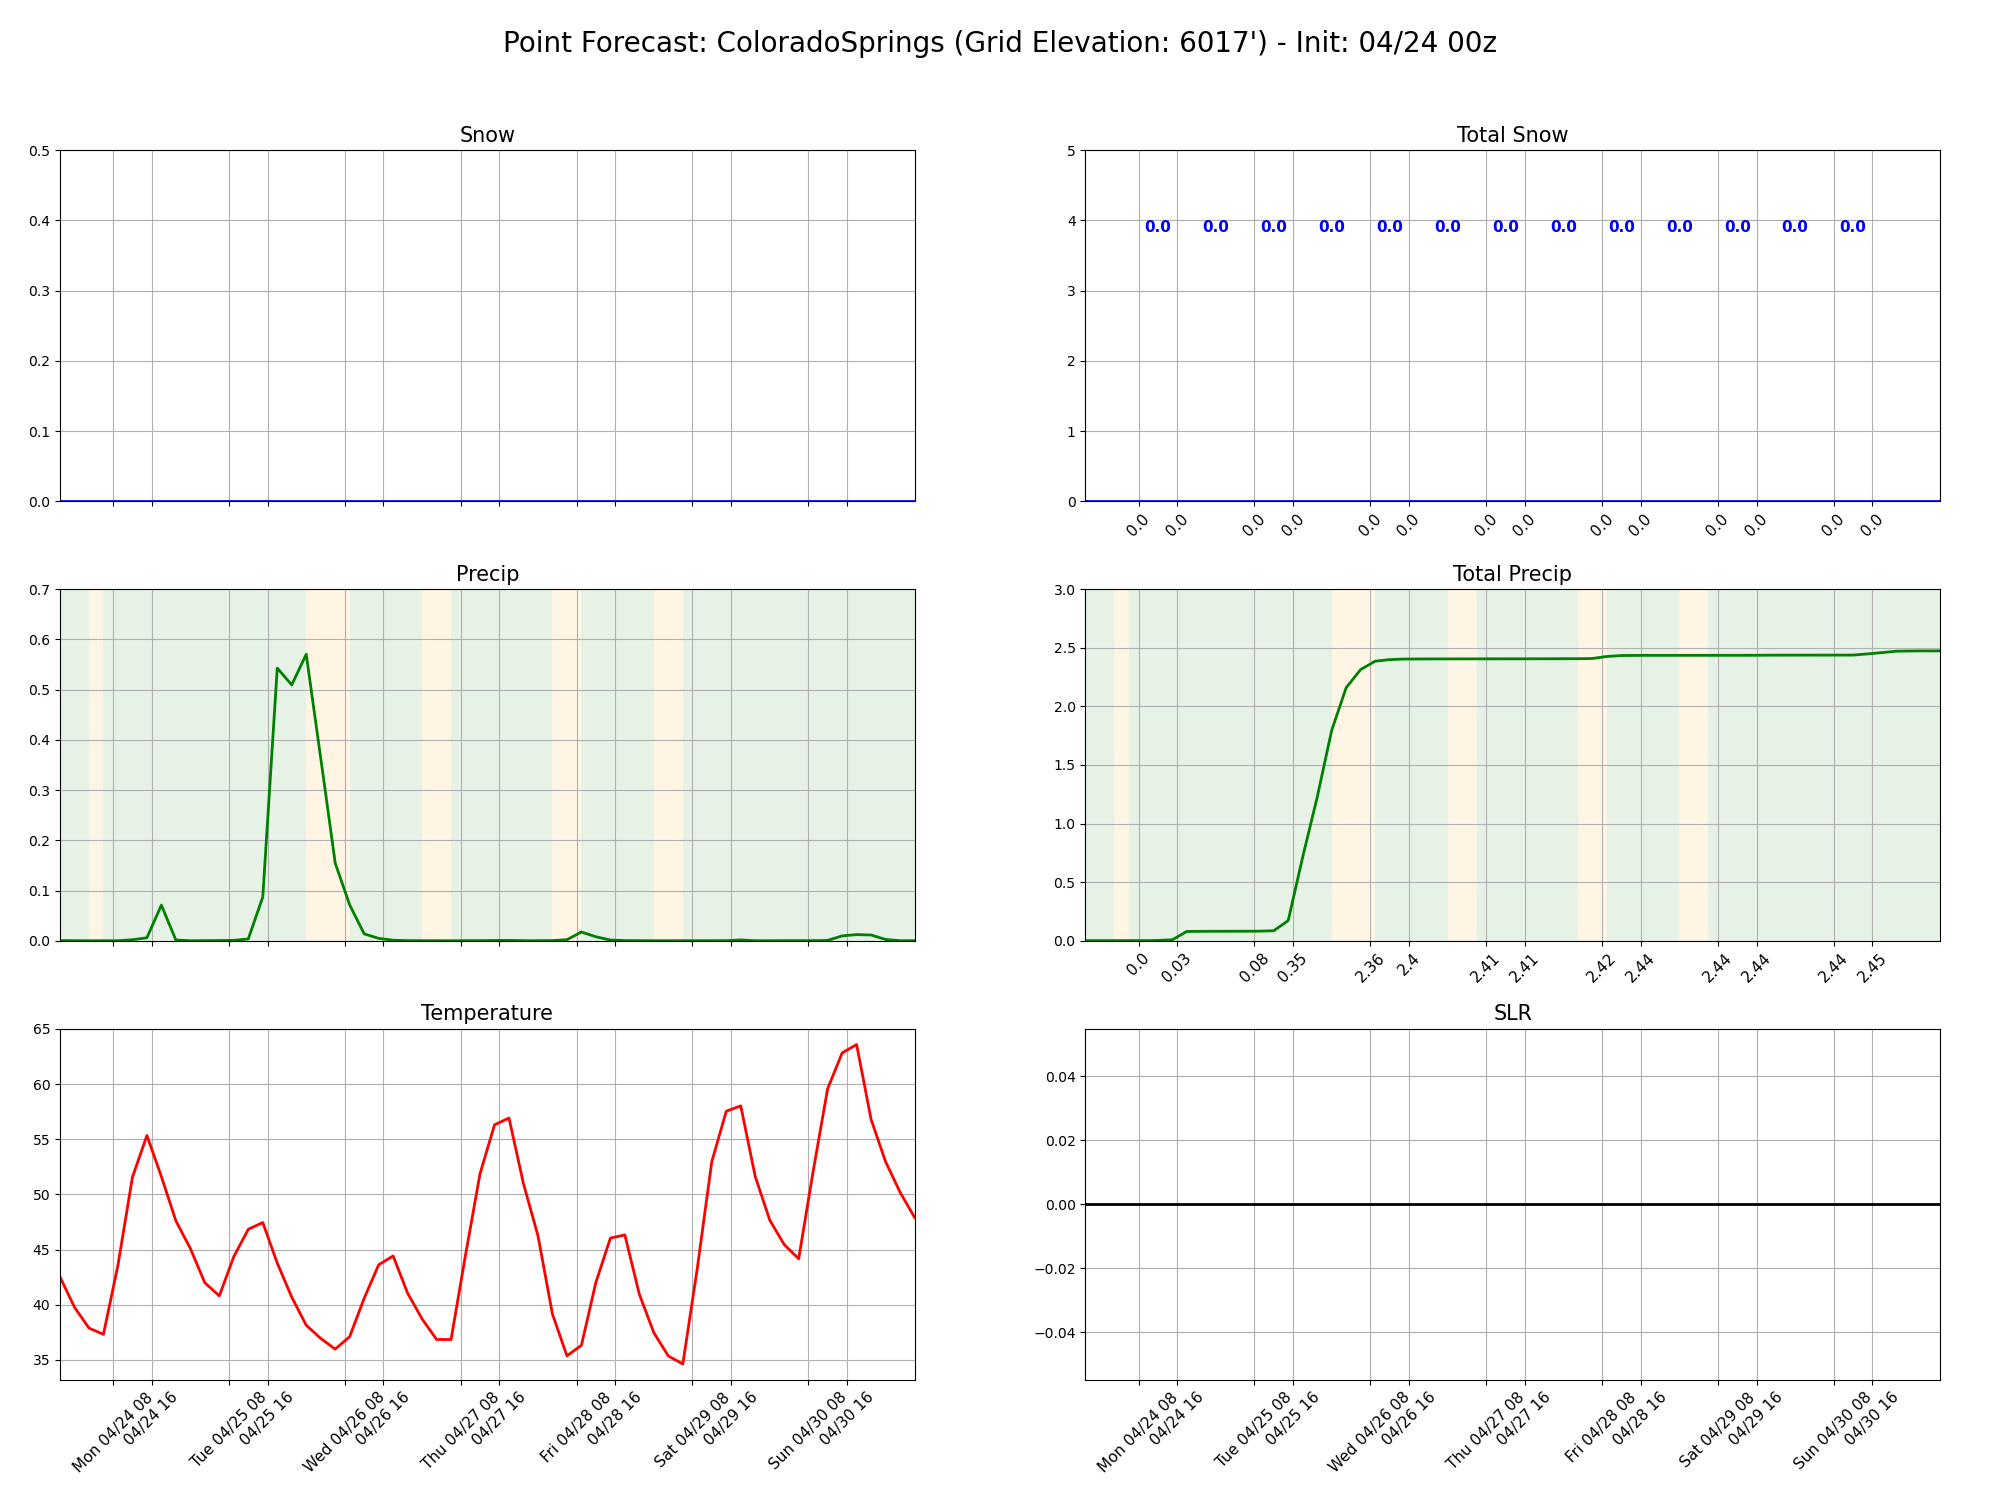 Point Forecast: ColoradoSprings (Grid Elevation: 6017') - Init: 04/24 00z
Snow
0.5
0.4
0.3
0.2
0.1
0.0
Total Snow
5
4
3
2
1
0
0.0 0.0 0.0 0.0 0.0 0.0 0.0 0.0 0.0 0.0 0.0 0.0 0.0
0.0 0.0 0.0 0.0 0.0 0.0 0.0 0.0 0.0 0.0 0.0 0.0 0.0 0.0
Precip
0.7
0.6
0.5
0.4
0.3
0.2
0.1
0.0
Total Precip
3.0
2.5
2.0
1.5
1.0
0.5
0.0
0.0 0.03 0.08 0.35 2.36 2.4 2.41 2.41 2.42 2.44 2.44 2.44 2.44 2.45
Temperature
65
60
55
50
45
40
35
Mon 04/24 08
04/24 16
Tue 04/25 08
04/25 16
Wed 04/26 08
04/26 16
Thu 04/27 08
04/27 16
Fri 04/28 08
04/28 16
Sat 04/29 08
04/29 16
Sun 04/30 08
04/30 16
SLR
0.04
0.02
0.00
−0.02
−0.04
Mon 04/24 08
04/24 16
Tue 04/25 08
04/25 16
Wed 04/26 08
04/26 16
Thu 04/27 08
04/27 16
Fri 04/28 08
04/28 16
Sat 04/29 08
04/29 16
Sun 04/30 08
04/30 16